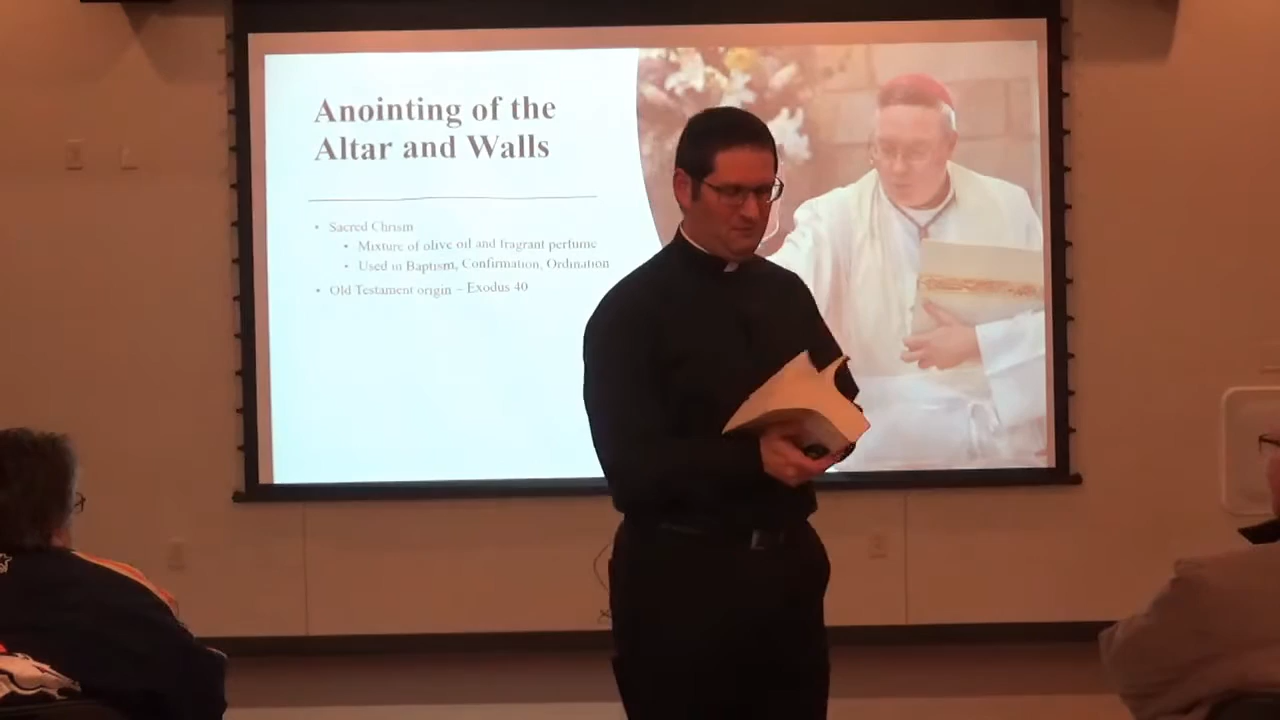 Anointing of the
Altar and Walls
• Sacred Chrism
• Mixture of olive oil and fragrant perfume
• Used in Baptism, Confirmation, Ordination
• Old Testament origin – Exodus 40